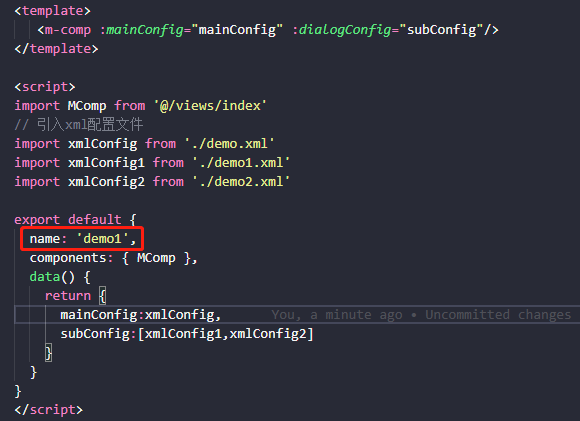 <template>
<m-comp :mainConfig="mainConfig" :dialogConfig="subConfig"/>
</template>
<script>
import MComp from '@/views/index'
// 引入xml配置文件
import xmlConfig from './demo.xml'
import xmlConfig1 from './demo1.xml'
import xmlConfig2 from './demo2.xml'
export default {
name: 'demo1',
components: { MComp },
data() {
return {
mainConfig:xmlConfig, You, a minute ago • Uncommitted changes
subConfig:[xmlConfig1,xmlConfig2]
}
}
}
</script>